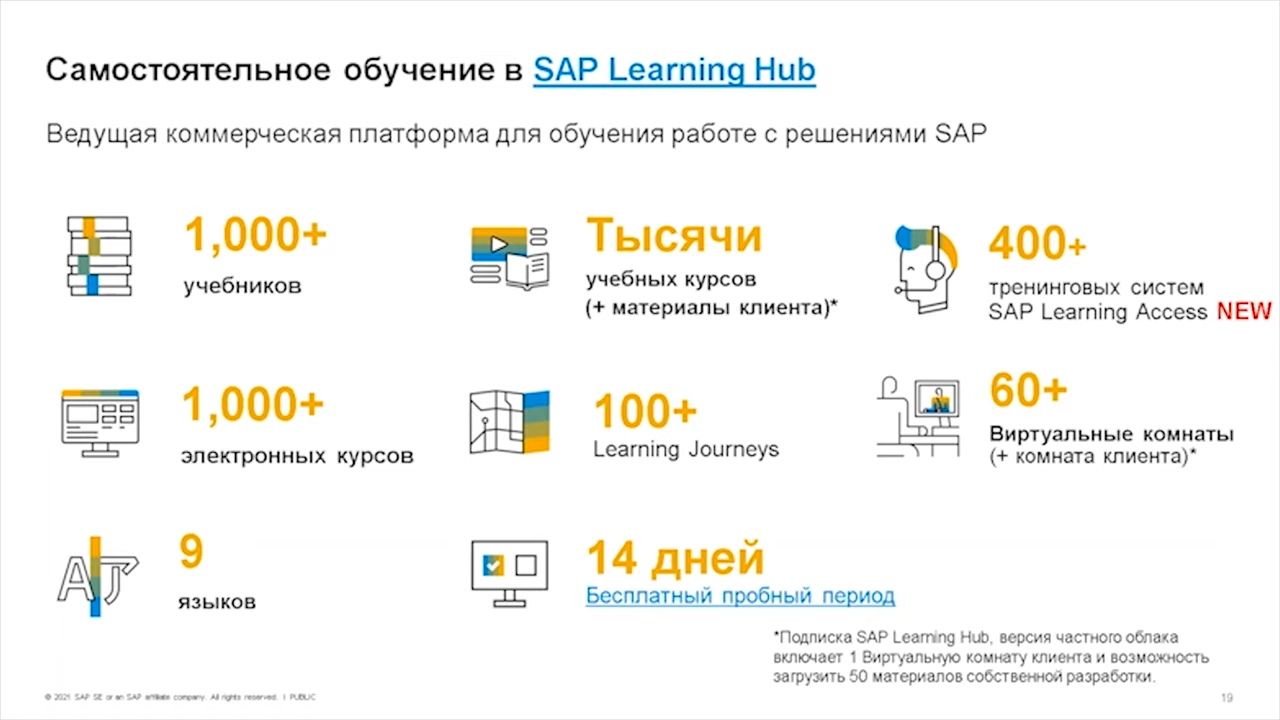 Самостоятельное обучение в SAP Learning Hub
Ведущая коммерческая платформа для обучения работе с решениями SAP
1,000+
учебников
Тысячи
учебных курсов
(+ материалы клиента)*
400+
тренинговых систем
SAP Learning Access NEW
1,000+
электронных курсов
100+
Learning Journeys
60+
Виртуальные комнаты
(+ комната клиента)*
9
языков
14 дней
Бесплатный пробный период
*Подписка SAP Learning Hub, версия частного облака
включает 1 Виртуальную комнату клиента и возможность
загрузить 50 материалов собственной разработки.
© 2021 SAP SE or an SAP affiliate company. All rights reserved. I PUBLIC
19